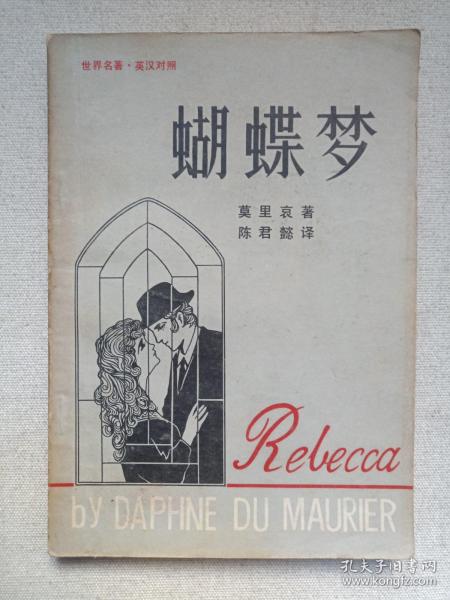 世界名著·英汉对照
蝴蝶梦
莫里哀著
陈君懿译
Rebecca
by DAPHNE DU MAURIER
孔夫子旧书网
kongfz.com